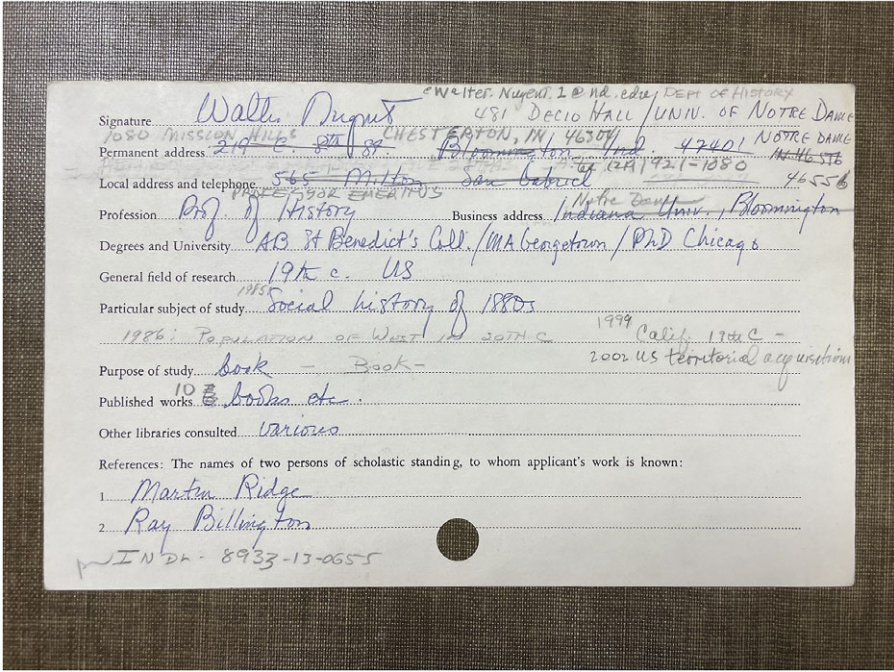 eWalter.Nugent.1@nd.edu DEPT OF HISTORY
Signature Walter Nugent 481 DECIO HALL / UNIV. OF NOTRE DAME
1080 MISSION HILLS CHESTERTON, IN 46304 NOTRE DAME
Permanent address 219 E. 8th St. Bloomington Ind. 47401 IN 46556
(219) 921-1080
Local address and telephone 565 Milton San Gabriel 46556
PROFESSOR EMERITUS Notre Dame
Profession Prof. of History Business address Indiana Univ., Bloomington
Degrees and University AB St Benedict's Coll. / MA Georgetown / PhD Chicago
General field of research 19th c. US
1985:
Particular subject of study Social history of 1880s
1986: POPULATION OF WEST IN 20TH C 1999 Calif. 19th C -
2002 US territorial acquisitions
Purpose of study book - Book -
Published works 10 books etc.
Other libraries consulted various
References: The names of two persons of scholastic standing, to whom applicant's work is known:
1 Martin Ridge
2 Ray Billington
INDL - 8933-13-0655